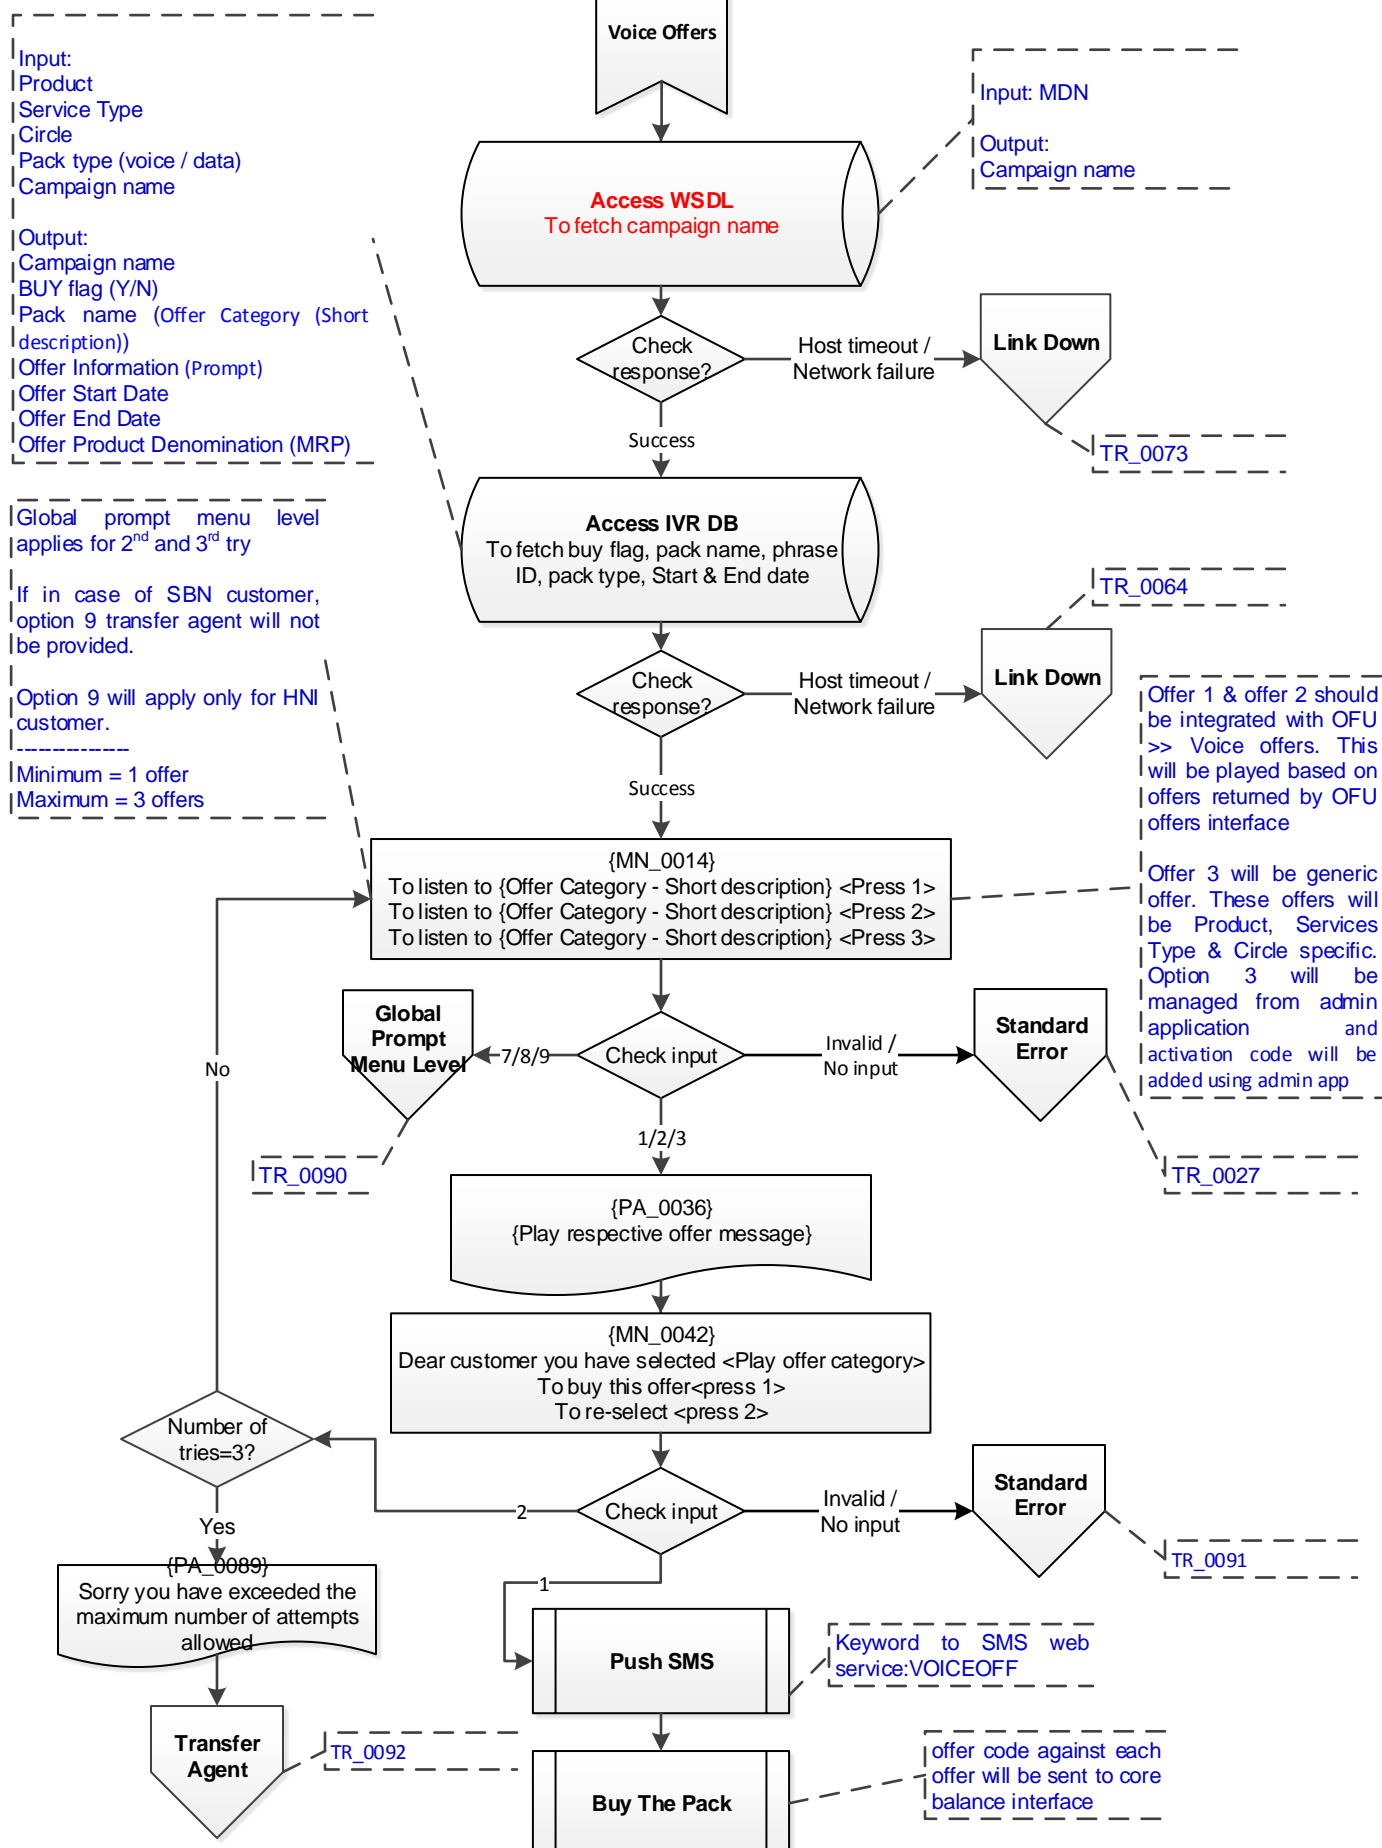 Voice Offers
Input:
Product
Service Type
Circle
Pack type (voice / data)
Campaign name
Output:
Campaign name
BUY flag (Y/N)
Pack name (Offer Category (Short
description))
Offer Information (Prompt)
Offer Start Date
Offer End Date
Offer Product Denomination (MRP)
Input: MDN
Output:
Campaign name
Access WSDL
To fetch campaign name
Check
response?
Host timeout /
Network failure
Link Down
TR_0073
Success
Access IVR DB
To fetch buy flag, pack name, phrase
ID, pack type, Start & End date
Global prompt menu level
applies for 2nd and 3rd try
If in case of SBN customer,
option 9 transfer agent will not
be provided.
Option 9 will apply only for HNI
customer.
----------------
Minimum = 1 offer
Maximum = 3 offers
TR_0064
Check
response?
Host timeout /
Network failure
Link Down
Success
Offer 1 & offer 2 should
be integrated with OFU
>> Voice offers. This
will be played based on
offers returned by OFU
offers interface
Offer 3 will be generic
offer. These offers will
be Product, Services
Type & Circle specific.
Option 3 will be
managed from admin
application and
activation code will be
added using admin app
{MN_0014}
To listen to {Offer Category - Short description} <Press 1>
To listen to {Offer Category - Short description} <Press 2>
To listen to {Offer Category - Short description} <Press 3>
Global
Prompt
Menu Level
7/8/9
Check input
Invalid /
No input
Standard
Error
No
1/2/3
TR_0090
TR_0027
{PA_0036}
{Play respective offer message}
{MN_0042}
Dear customer you have selected <Play offer category>
To buy this offer<press 1>
To re-select <press 2>
Number of
tries=3?
2
Check input
Invalid /
No input
Standard
Error
Yes
TR_0091
{PA_0089}
Sorry you have exceeded the
maximum number of attempts
allowed
1
Push SMS
Keyword to SMS web
service:VOICEOFF
Transfer
Agent
TR_0092
Buy The Pack
offer code against each
offer will be sent to core
balance interface